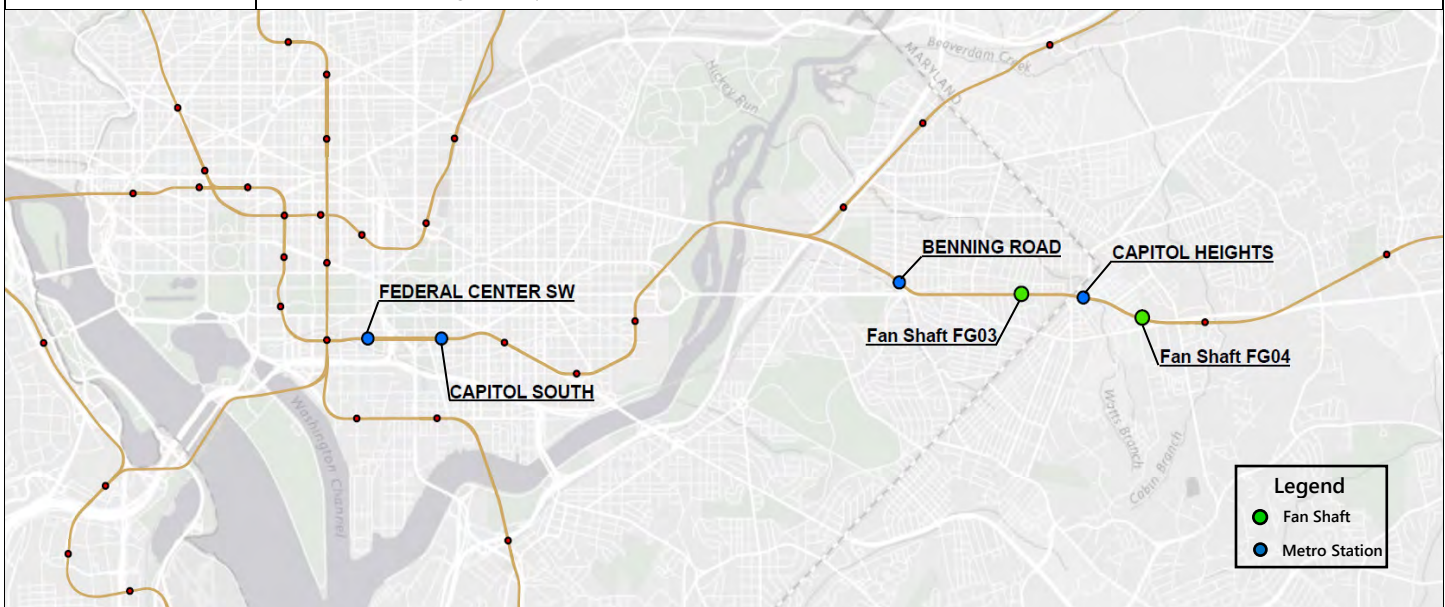 Beaverdam Creek
MARYLAND
Hickey Run
BENNING ROAD
CAPITOL HEIGHTS
FEDERAL CENTER SW
Fan Shaft FG03
Fan Shaft FG04
CAPITOL SOUTH
Washington Channel
Watts Branch
Cabin Branch
Legend
Fan Shaft
Metro Station